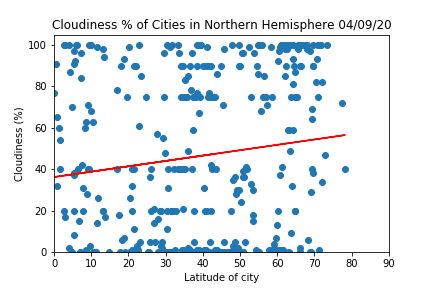 Cloudiness % of Cities in Northern Hemisphere 04/09/20
100
80
60
40
20
0
Cloudiness (%)
0 10 20 30 40 50 60 70 80 90
Latitude of city